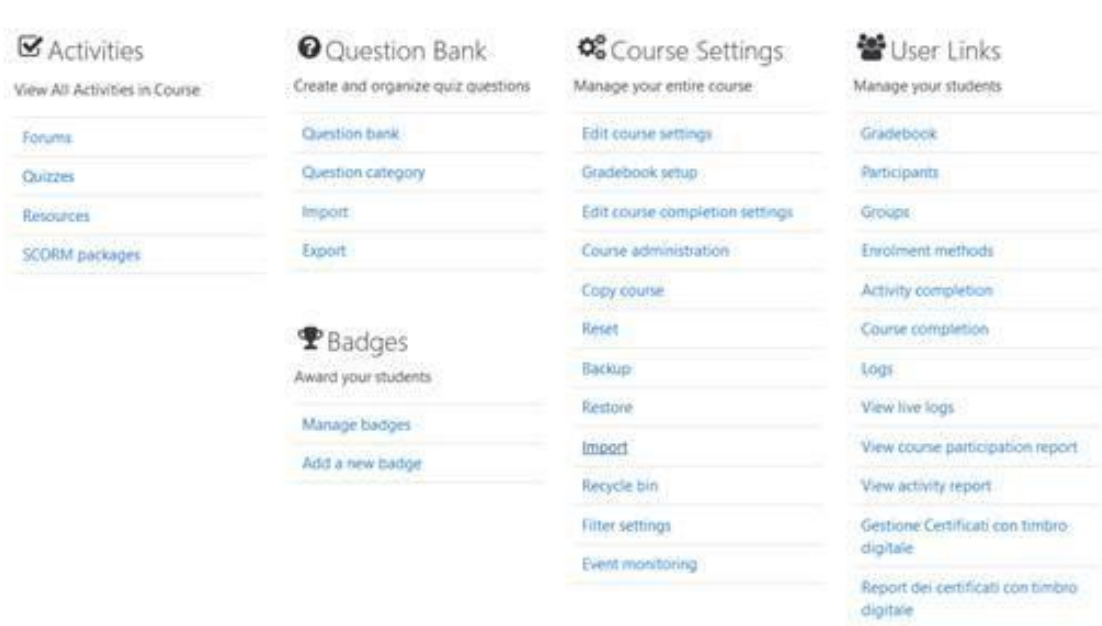 Activities
View All Activities in Course
Forums
Quizzes
Resources
SCORM packages
Question Bank
Create and organize quiz questions
Question bank
Question category
Import
Export
Badges
Award your students
Manage badges
Add a new badge
Course Settings
Manage your entire course
Edit course settings
Gradebook setup
Edit course completion settings
Course administration
Copy course
Reset
Backup
Restore
Import
Recycle bin
Filter settings
Event monitoring
User Links
Manage your students
Gradebook
Participants
Groups
Enrolment methods
Activity completion
Course completion
Logs
View live logs
View course participation report
View activity report
Gestione Certificati con timbro
digitale
Report dei certificati con timbro
digitale